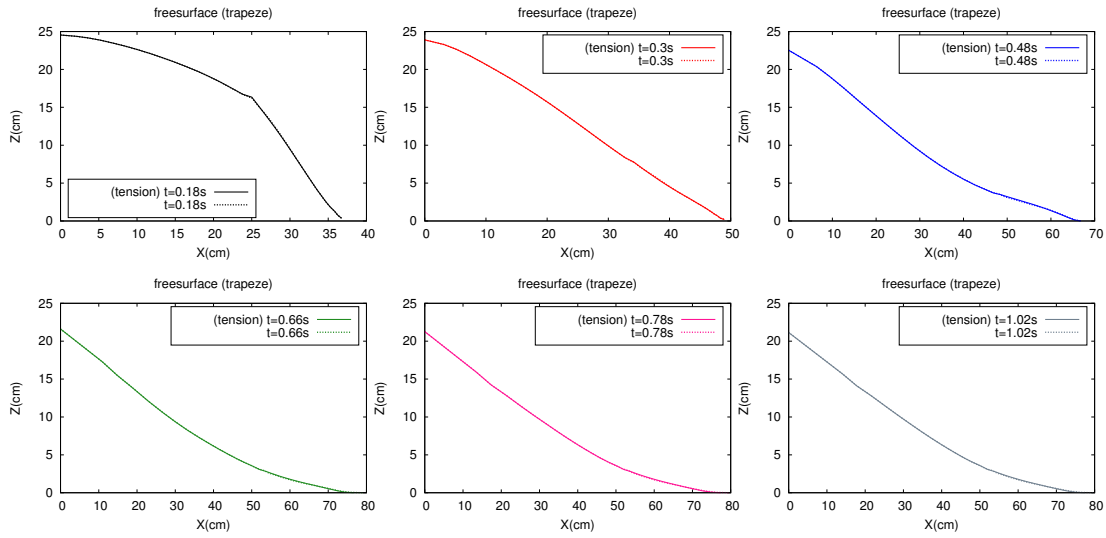 freesurface (trapeze)
25
20
15
10
5
0
Z(cm)
(tension) t=0.18s
t=0.18s
0 5 10 15 20 25 30 35 40
X(cm)
freesurface (trapeze)
25
20
15
10
5
0
Z(cm)
(tension) t=0.3s
t=0.3s
0 10 20 30 40 50
X(cm)
freesurface (trapeze)
25
20
15
10
5
0
Z(cm)
(tension) t=0.48s
t=0.48s
0 10 20 30 40 50 60 70
X(cm)
freesurface (trapeze)
25
20
15
10
5
0
Z(cm)
(tension) t=0.66s
t=0.66s
0 10 20 30 40 50 60 70 80
X(cm)
freesurface (trapeze)
25
20
15
10
5
0
Z(cm)
(tension) t=0.78s
t=0.78s
0 10 20 30 40 50 60 70 80
X(cm)
freesurface (trapeze)
25
20
15
10
5
0
Z(cm)
(tension) t=1.02s
t=1.02s
0 10 20 30 40 50 60 70 80
X(cm)